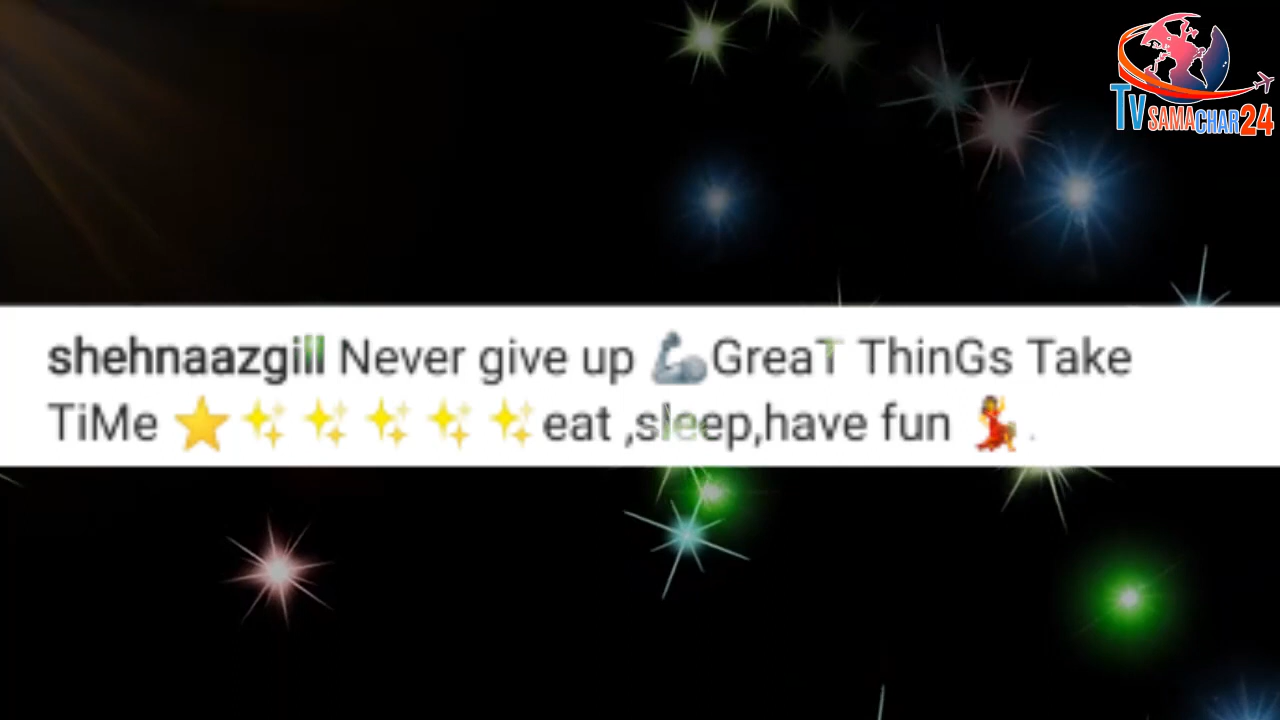 TV SAMACHAR24
shehnaazgill Never give up 🦾GreaT ThinGs Take
TiMe ⭐✨✨✨✨✨eat ,sleep,have fun 💃.